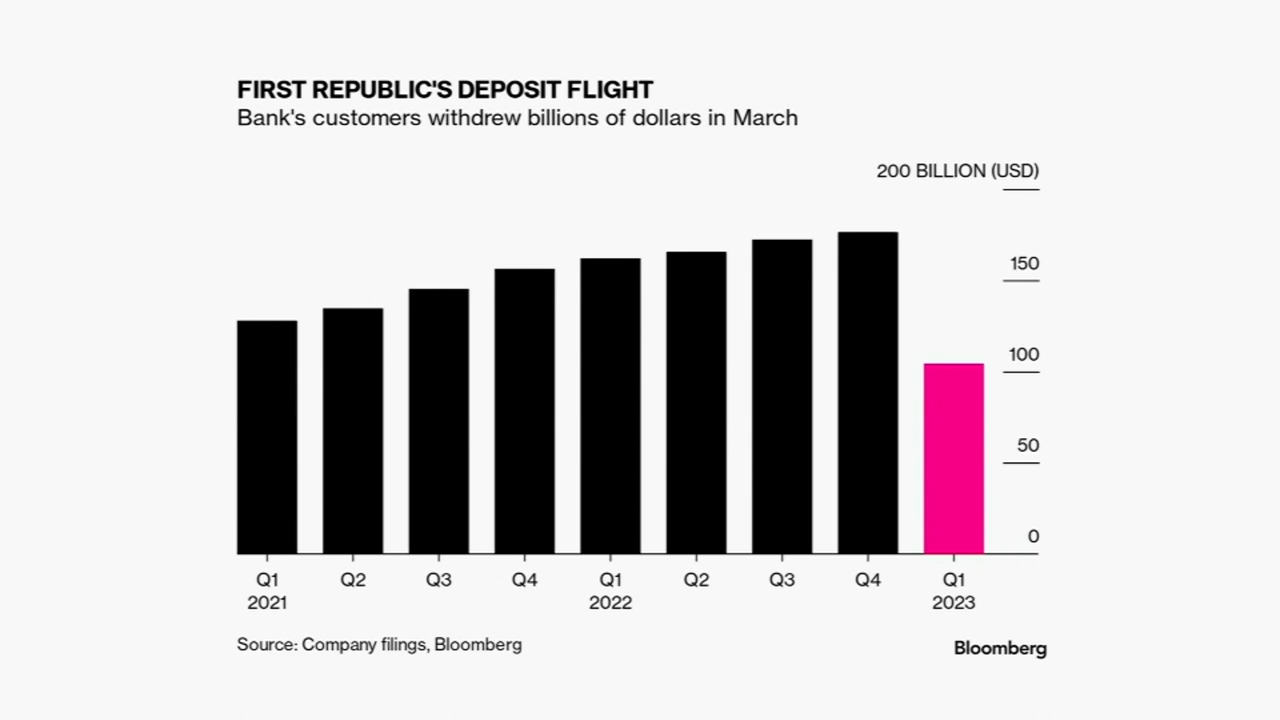 FIRST REPUBLIC'S DEPOSIT FLIGHT
Bank's customers withdrew billions of dollars in March
200 BILLION (USD)
150
100
50
0
Q1 Q2 Q3 Q4 Q1 Q2 Q3 Q4 Q1
2021 2022 2023
Source: Company filings, Bloomberg
Bloomberg